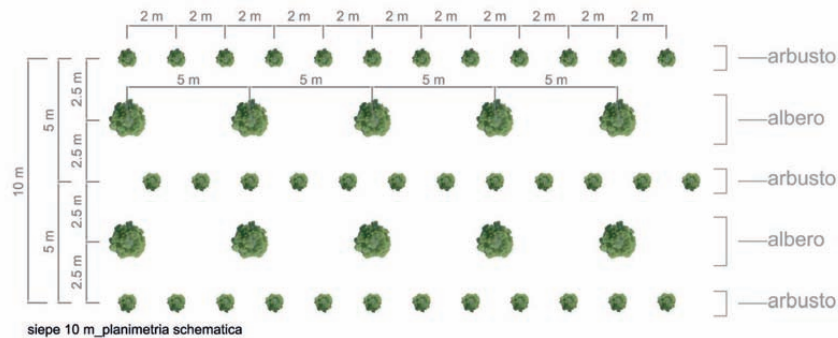 2 m 2 m 2 m 2 m 2 m 2 m 2 m 2 m 2 m 2 m 2 m
arbusto
5 m 5 m 5 m 5 m
albero
arbusto
albero
arbusto
10 m
5 m
5 m
2.5 m
2.5 m
2.5 m
2.5 m
siepe 10 m_planimetria schematica